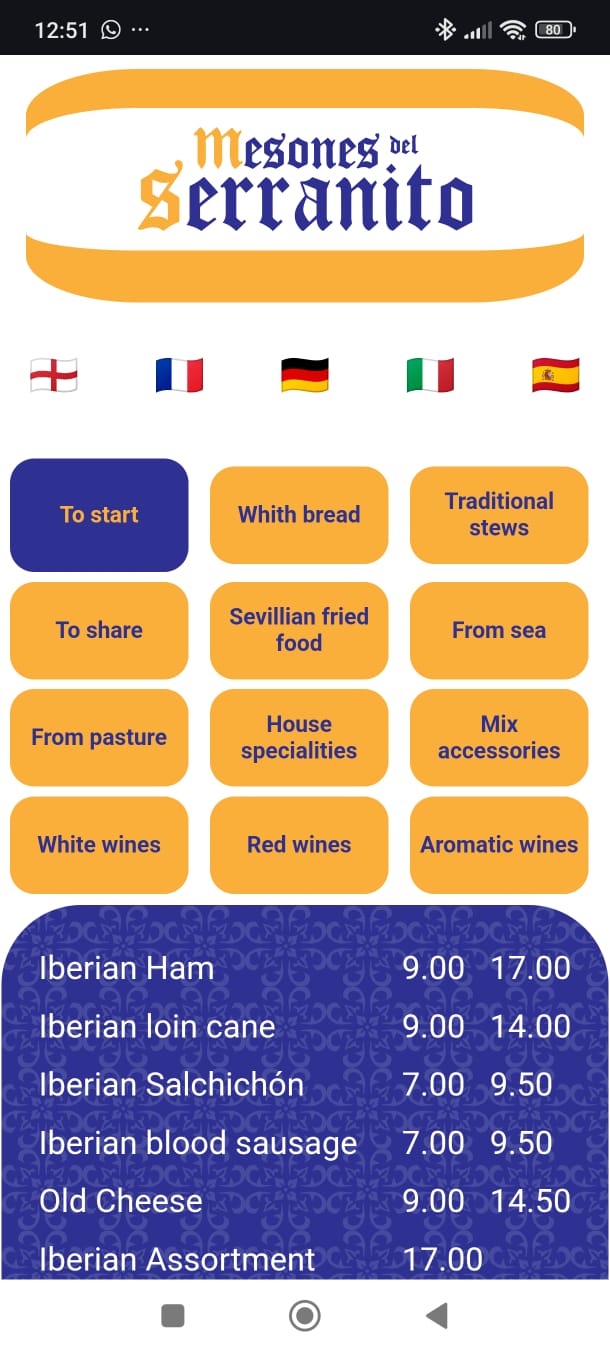 12:51
80
Mesones del
Serranito
To start
Whith bread
Traditional
stews
To share
Sevillian fried
food
From sea
From pasture
House
specialities
Mix
accessories
White wines
Red wines
Aromatic wines
Iberian Ham 9.00 17.00
Iberian loin cane 9.00 14.00
Iberian Salchichón 7.00 9.50
Iberian blood sausage 7.00 9.50
Old Cheese 9.00 14.50
Iberian Assortment 17.00